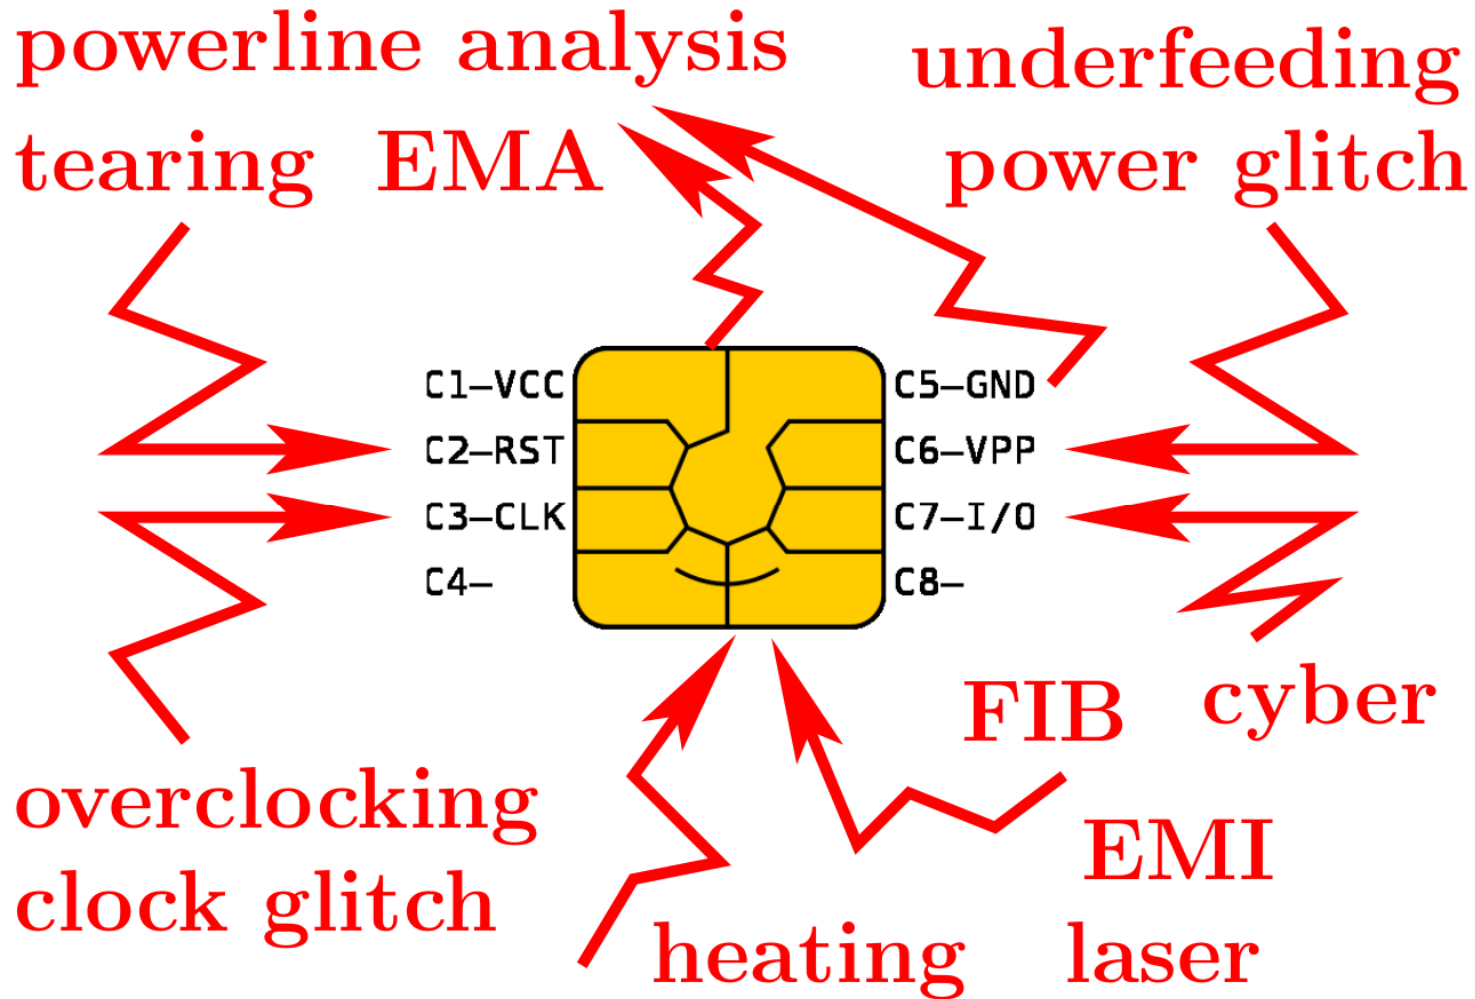 powerline analysis
underfeeding
tearing EMA
power glitch
C1–VCC
C5–GND
C2–RST
C6–VPP
C3–CLK
C7–I/O
C4–
C8–
FIB
cyber
overclocking
EMI
clock glitch
heating
laser